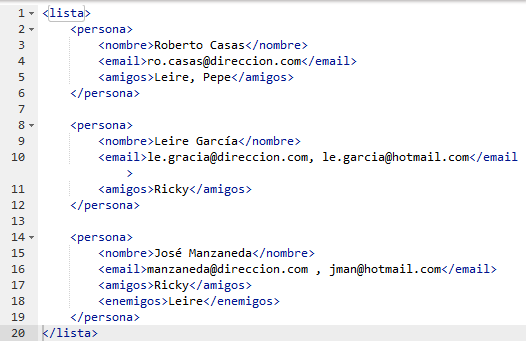 1 <lista>
2 <persona>
3 <nombre>Roberto Casas</nombre>
4 <email>ro.casas@direccion.com</email>
5 <amigos>Leire, Pepe</amigos>
6 </persona>
7
8 <persona>
9 <nombre>Leire García</nombre>
10 <email>le.gracia@direccion.com, le.garcia@hotmail.com</email
>
11 <amigos>Ricky</amigos>
12 </persona>
13
14 <persona>
15 <nombre>José Manzaneda</nombre>
16 <email>manzaneda@direccion.com , jman@hotmail.com</email>
17 <amigos>Ricky</amigos>
18 <enemigos>Leire</enemigos>
19 </persona>
20 </lista>